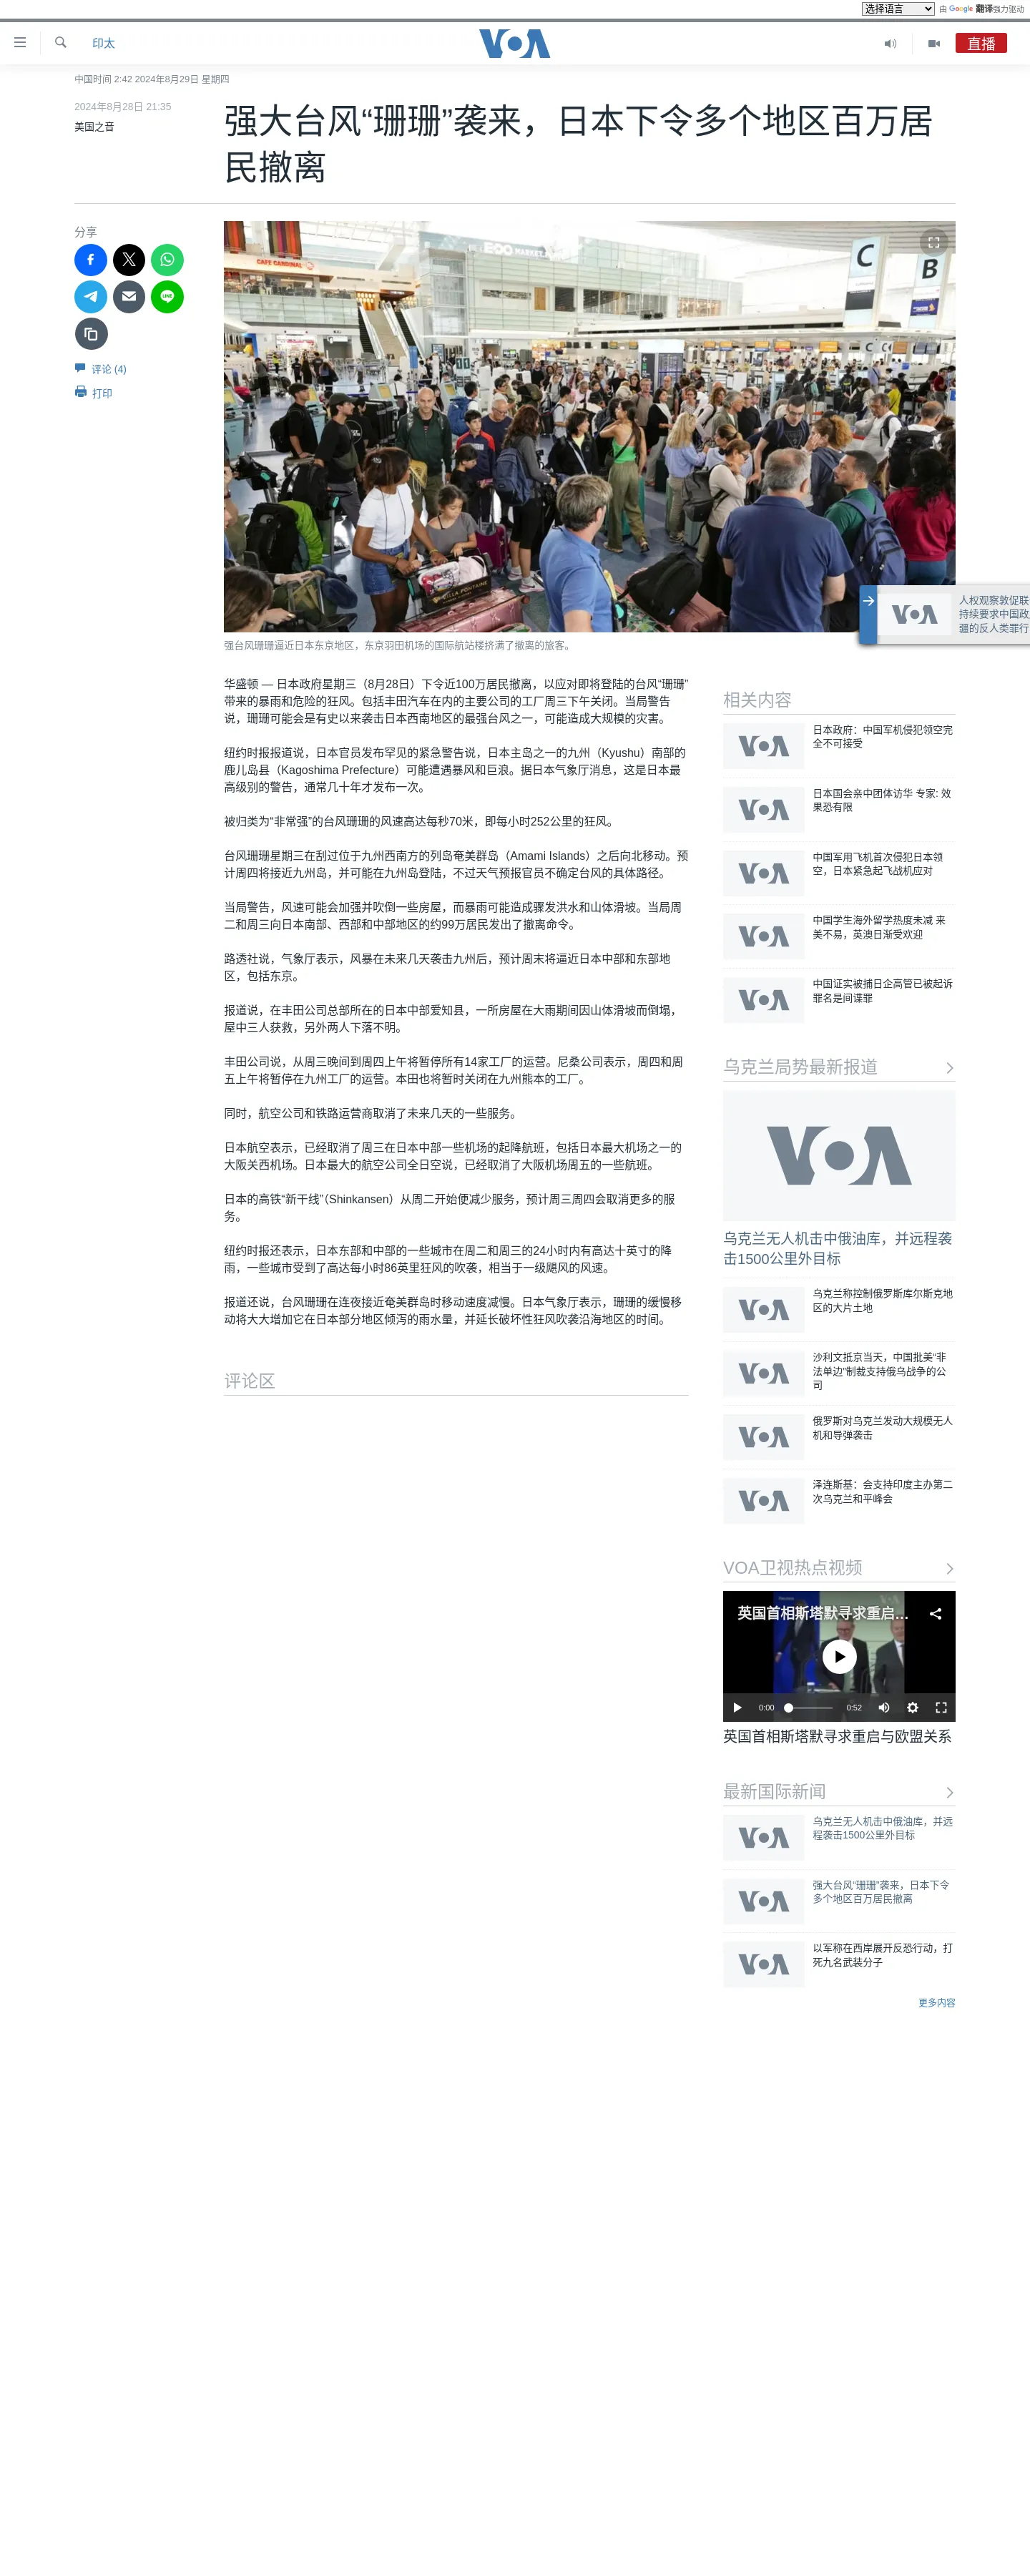 选择语言
由 Google 翻译强力驱动
印太
VOA
直播
中国时间 2:42 2024年8月29日 星期四
2024年8月28日 21:35
美国之音
强大台风“珊珊”袭来，日本下令多个地区百万居
民撤离
分享
LINE
评论 (4)
打印
CAFE CARDINAL
MARKET
C
B
VILLA FONTAINE
强台风珊珊逼近日本东京地区，东京羽田机场的国际航站楼挤满了撤离的旅客。
VOA
人权观察敦促联
持续要求中国政
疆的反人类罪行
华盛顿 — 日本政府星期三（8月28日）下令近100万居民撤离，以应对即将登陆的台风“珊珊”
带来的暴雨和危险的狂风。包括丰田汽车在内的主要公司的工厂周三下午关闭。当局警告
说，珊珊可能会是有史以来袭击日本西南地区的最强台风之一，可能造成大规模的灾害。
纽约时报报道说，日本官员发布罕见的紧急警告说，日本主岛之一的九州（Kyushu）南部的
鹿儿岛县（Kagoshima Prefecture）可能遭遇暴风和巨浪。据日本气象厅消息，这是日本最
高级别的警告，通常几十年才发布一次。
被归类为“非常强”的台风珊珊的风速高达每秒70米，即每小时252公里的狂风。
台风珊珊星期三在刮过位于九州西南方的列岛奄美群岛（Amami Islands）之后向北移动。预
计周四将接近九州岛，并可能在九州岛登陆，不过天气预报官员不确定台风的具体路径。
当局警告，风速可能会加强并吹倒一些房屋，而暴雨可能造成骤发洪水和山体滑坡。当局周
二和周三向日本南部、西部和中部地区的约99万居民发出了撤离命令。
路透社说，气象厅表示，风暴在未来几天袭击九州后，预计周末将逼近日本中部和东部地
区，包括东京。
报道说，在丰田公司总部所在的日本中部爱知县，一所房屋在大雨期间因山体滑坡而倒塌，
屋中三人获救，另外两人下落不明。
丰田公司说，从周三晚间到周四上午将暂停所有14家工厂的运营。尼桑公司表示，周四和周
五上午将暂停在九州工厂的运营。本田也将暂时关闭在九州熊本的工厂。
同时，航空公司和铁路运营商取消了未来几天的一些服务。
日本航空表示，已经取消了周三在日本中部一些机场的起降航班，包括日本最大机场之一的
大阪关西机场。日本最大的航空公司全日空说，已经取消了大阪机场周五的一些航班。
日本的高铁“新干线”（Shinkansen）从周二开始便减少服务，预计周三周四会取消更多的服
务。
纽约时报还表示，日本东部和中部的一些城市在周二和周三的24小时内有高达十英寸的降
雨，一些城市受到了高达每小时86英里狂风的吹袭，相当于一级飓风的风速。
报道还说，台风珊珊在连夜接近奄美群岛时移动速度减慢。日本气象厅表示，珊珊的缓慢移
动将大大增加它在日本部分地区倾泻的雨水量，并延长破坏性狂风吹袭沿海地区的时间。
评论区
相关内容
VOA
日本政府：中国军机侵犯领空完
全不可接受
VOA
日本国会亲中团体访华 专家: 效
果恐有限
VOA
中国军用飞机首次侵犯日本领
空，日本紧急起飞战机应对
VOA
中国学生海外留学热度未减 来
美不易，英澳日渐受欢迎
VOA
中国证实被捕日企高管已被起诉
罪名是间谍罪
乌克兰局势最新报道
VOA
乌克兰无人机击中俄油库，并远程袭
击1500公里外目标
VOA
乌克兰称控制俄罗斯库尔斯克地
区的大片土地
VOA
沙利文抵京当天，中国批美“非
法单边”制裁支持俄乌战争的公
司
VOA
俄罗斯对乌克兰发动大规模无人
机和导弹袭击
VOA
泽连斯基：会支持印度主办第二
次乌克兰和平峰会
VOA卫视热点视频
英国首相斯塔默寻求重启...
0:00
0:52
英国首相斯塔默寻求重启与欧盟关系
最新国际新闻
VOA
乌克兰无人机击中俄油库，并远
程袭击1500公里外目标
VOA
强大台风“珊珊”袭来，日本下令
多个地区百万居民撤离
VOA
以军称在西岸展开反恐行动，打
死九名武装分子
更多内容